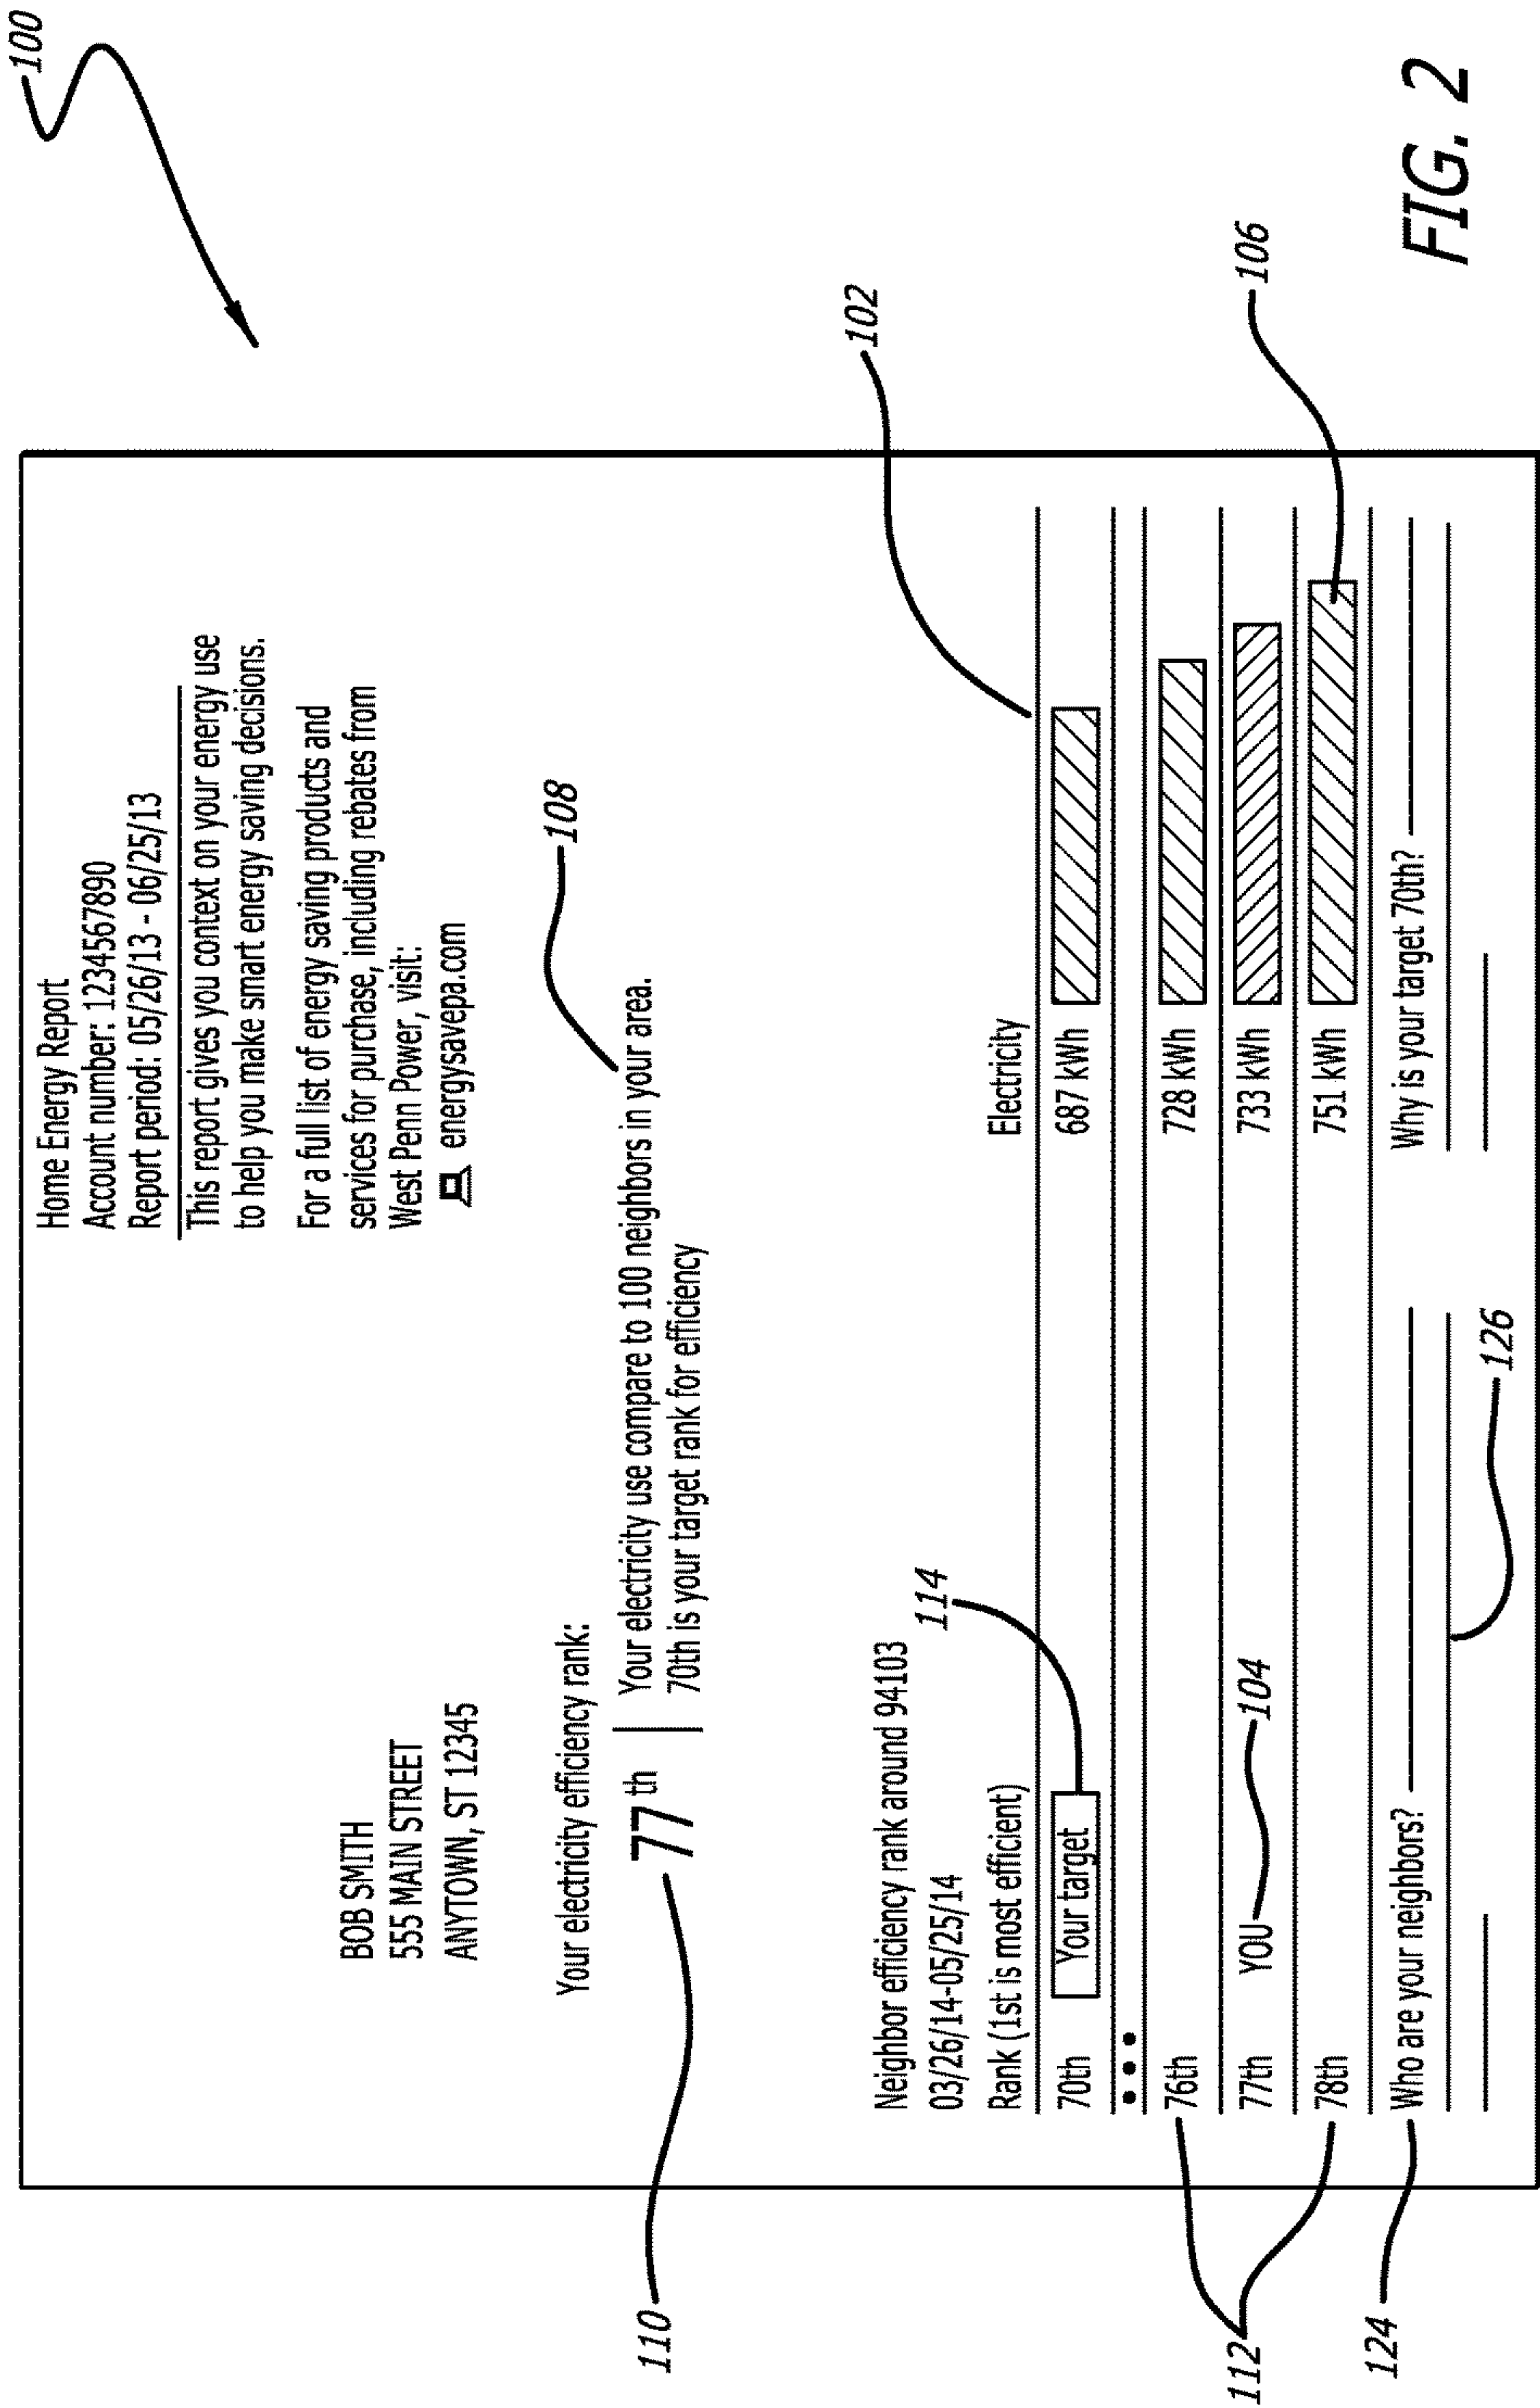 100
Home Energy Report
Account number: 1234567890
Report period: 05/26/13 - 06/25/13
This report gives you context on your energy use
to help you make smart energy saving decisions.
For a full list of energy saving products and
services for purchase, including rebates from
West Penn Power, visit:
energysavepa.com
BOB SMITH
555 MAIN STREET
ANYTOWN, ST 12345
108
Your electricity efficiency rank:
77th
Your electricity use compare to 100 neighbors in your area.
70th is your target rank for efficiency
110
102
Neighbor efficiency rank around 94103
03/26/14-05/25/14
114
Rank (1st is most efficient)
Electricity
70th Your target 687 kWh
76th 728 kWh
77th YOU 104 733 kWh
78th 751 kWh
112
106
Who are your neighbors? Why is your target 70th?
124
126
FIG. 2